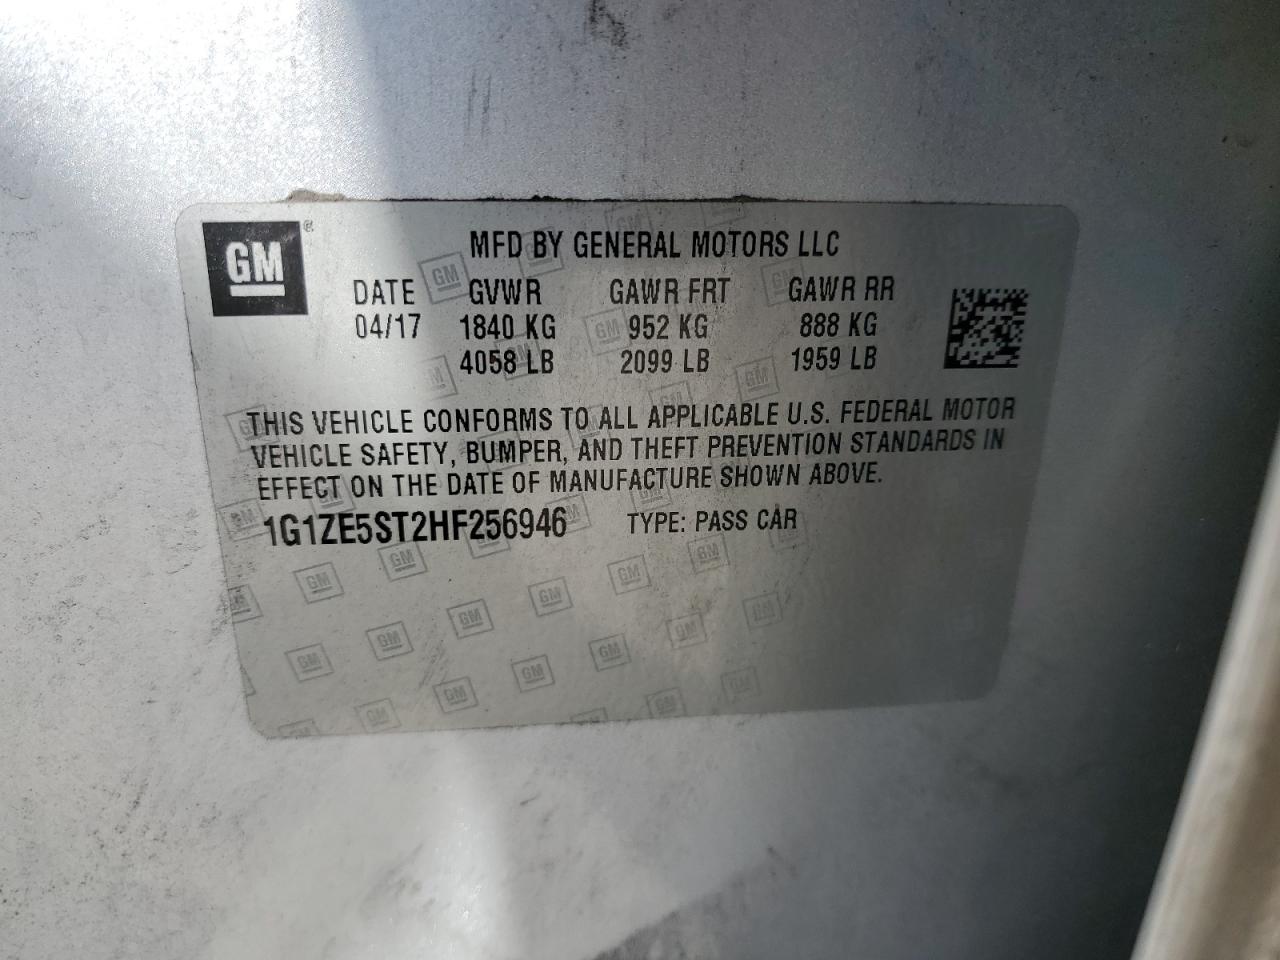 GM®
MFD BY GENERAL MOTORS LLC
DATE GVWR GAWR FRT GAWR RR
04/17 1840 KG 952 KG 888 KG
4058 LB 2099 LB 1959 LB
THIS VEHICLE CONFORMS TO ALL APPLICABLE U.S. FEDERAL MOTOR
VEHICLE SAFETY, BUMPER, AND THEFT PREVENTION STANDARDS IN
EFFECT ON THE DATE OF MANUFACTURE SHOWN ABOVE.
1G1ZE5ST2HF256946 TYPE: PASS CAR